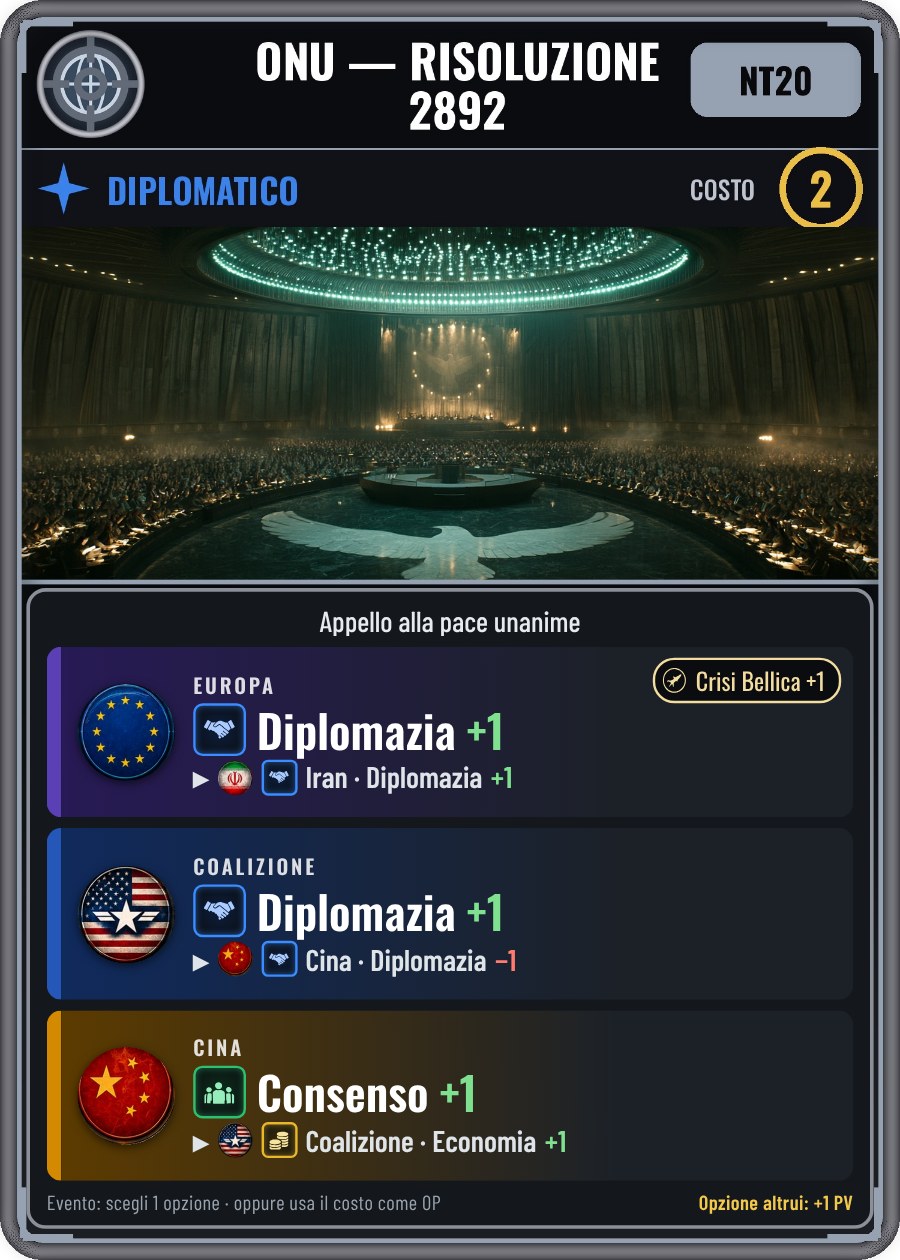 ONU — RISOLUZIONE
2892
NT20
DIPLOMATICO
COSTO
2
Appello alla pace unanime
EUROPA
Crisi Bellica +1
Diplomazia +1
▶ Iran · Diplomazia +1
COALIZIONE
Diplomazia +1
▶ Cina · Diplomazia −1
CINA
Consenso +1
▶ Coalizione · Economia +1
Evento: scegli 1 opzione · oppure usa il costo come OP
Opzione altrui: +1 PV